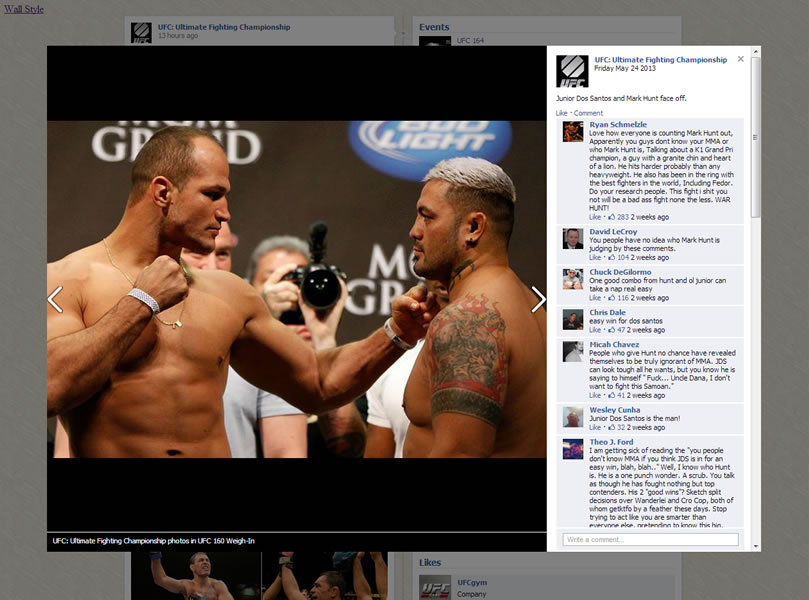 Wall Style
UFC: Ultimate Fighting Championship
13 hours ago
Events
UFC 164
MGM
GRAND
BUD
LIGHT
MG
GR
UFC: Ultimate Fighting Championship photos in UFC 160 Weigh-In
UFC
UFC: Ultimate Fighting Championship
Friday May 24 2013
Junior Dos Santos and Mark Hunt face off.
Like · Comment
Ryan Schmelzle
Love how everyone is counting Mark Hunt out,
Apparently you guys dont know your MMA or
who Mark Hunt is, Talking about a K1 Grand Pri
champion, a guy with a granite chin and heart
of a lion. He hits harder probably than any
heavyweight. He also has been in the ring with
the best fighters in the world, Including Fedor.
Do your research people. This fight i shit you
not will be a bad ass fight none the less. WAR
HUNT!
Like · 283 2 weeks ago
David LeCroy
You people have no idea who Mark Hunt is
judging by these comments.
Like · 104 2 weeks ago
Chuck DeGilormo
One good combo from hunt and ol junior can
take a nap real easy
Like · 116 2 weeks ago
Chris Dale
easy win for dos santos
Like · 47 2 weeks ago
Micah Chavez
People who give Hunt no chance have revealed
themselves to be truly ignorant of MMA. JDS
can look tough all he wants, but you know he is
saying to himself " Fuck... Uncle Dana, I don't
want to fight this Samoan."
Like · 41 2 weeks ago
Wesley Cunha
Junior Dos Santos is the man!
Like · 32 2 weeks ago
Theo J. Ford
I am getting sick of reading the "you people
don't know MMA if you think JDS is in for an
easy win, blah, blah.." Well, I know who Hunt
is. He is a one punch wonder. A scrub. You talk
as though he has fought nothing but top
contenders. His 2 "good wins"? Sketch split
decisions over Wanderlei and Cro Cop, both of
whom getktfo by a feather these days. Stop
trying to act like you are smarter than
everyone else, pretending to know this big,
Write a comment...
Likes
UFC
UFCgym
Company